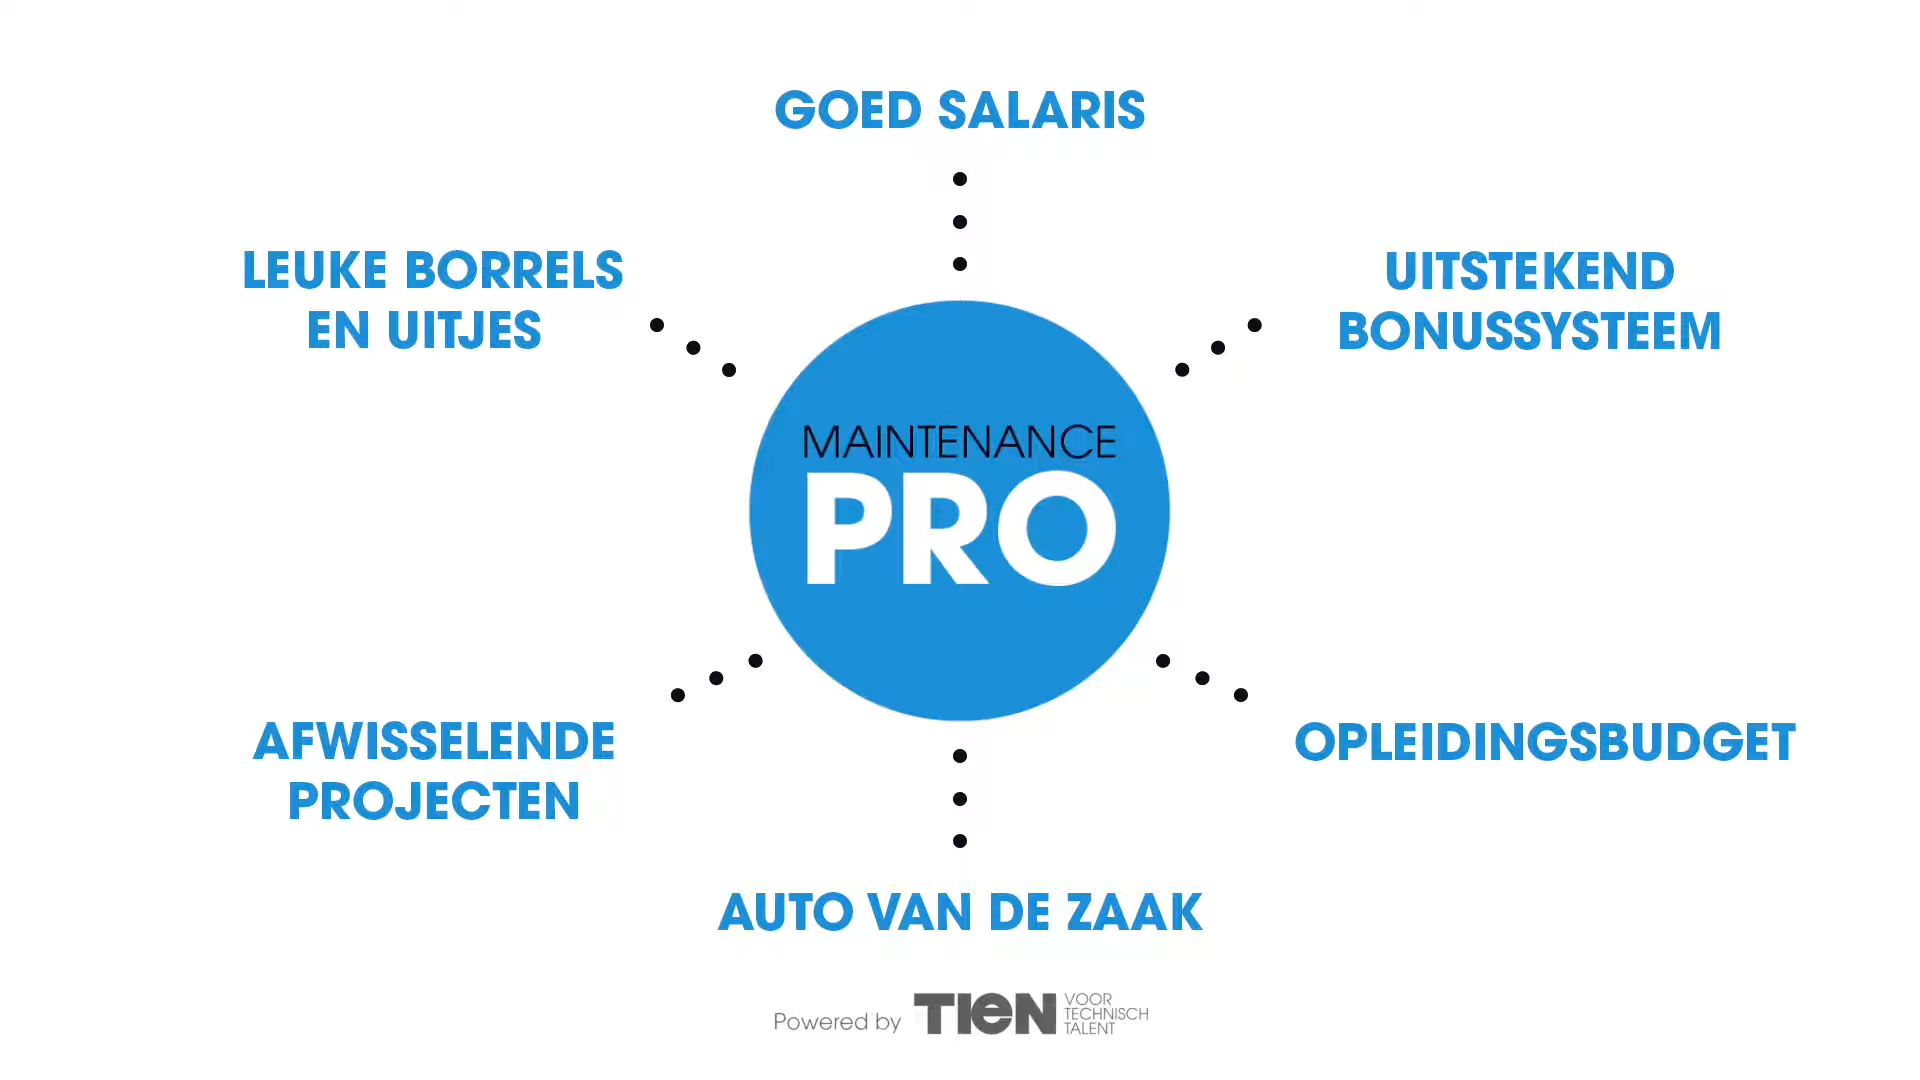 GOED SALARIS
LEUKE BORRELS
EN UITJES
UITSTEKEND
BONUSSYSTEEM
MAINTENANCE
PRO
AFWISSELENDE
PROJECTEN
OPLEIDINGSBUDGET
AUTO VAN DE ZAAK
Powered by TIEN
VOOR
TECHNISCH
TALENT